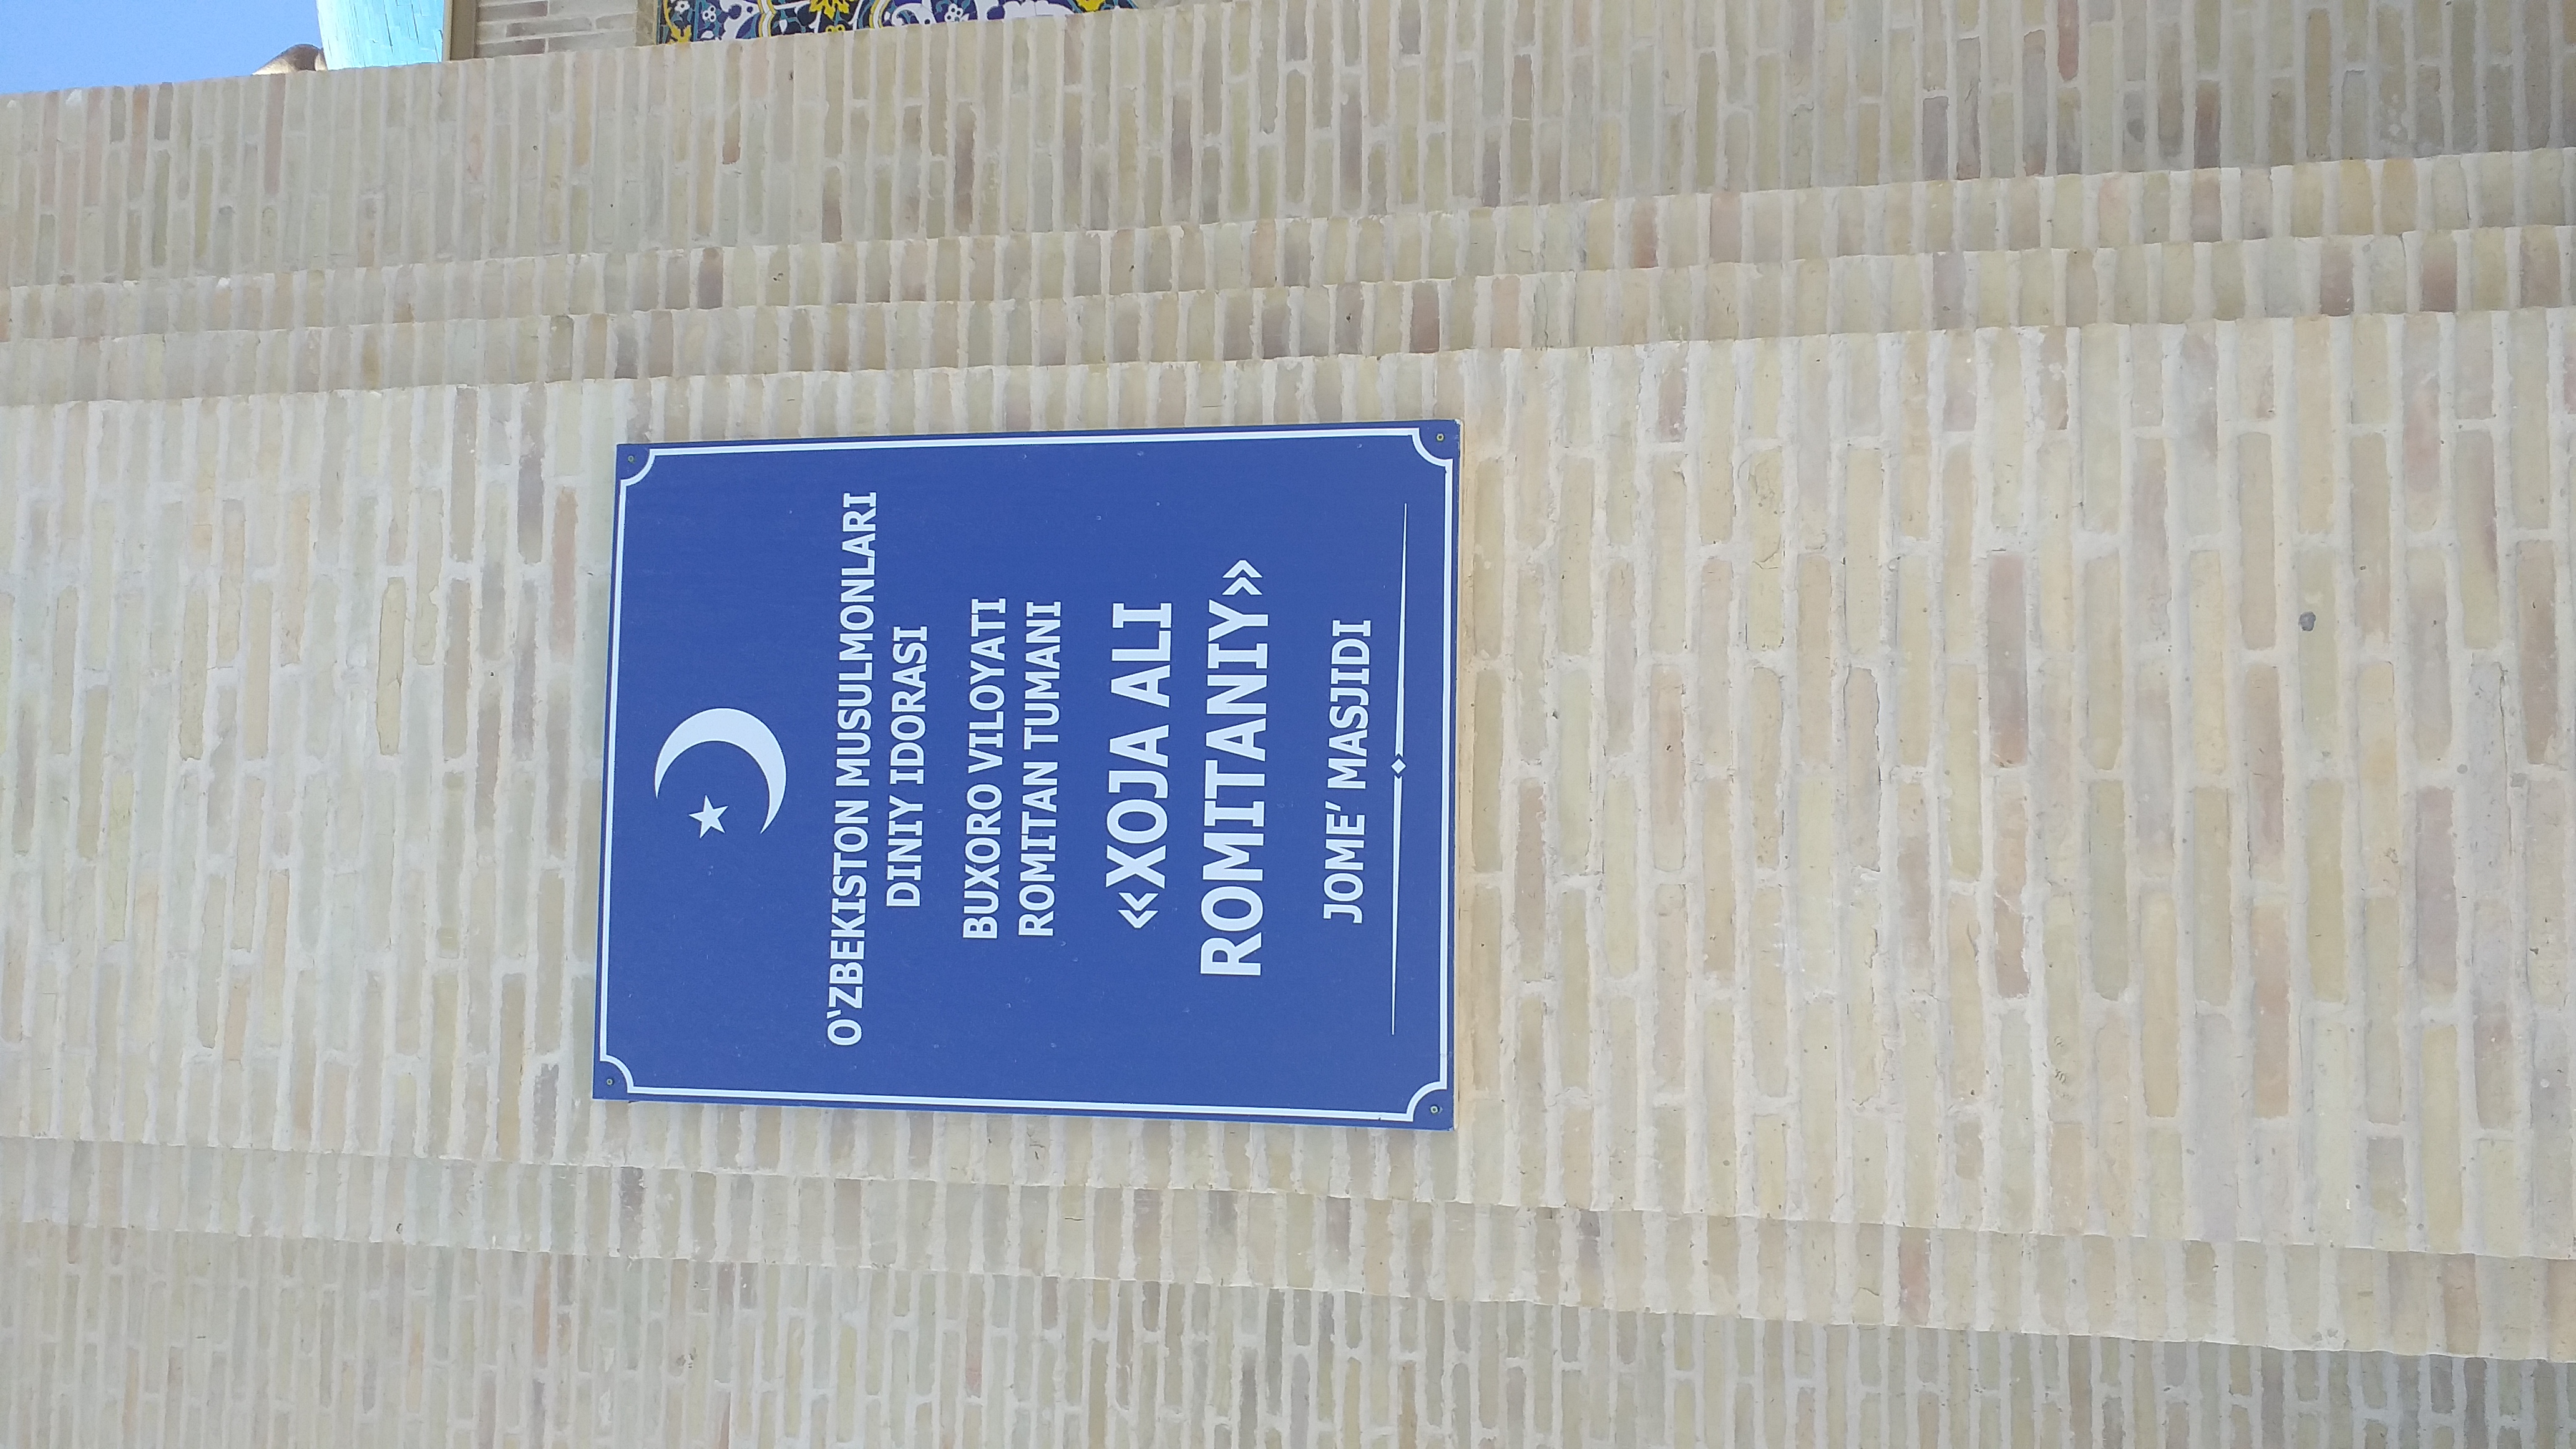 O‘ZBEKISTON MUSULMONLARI
DINIY IDORASI
BUXORO VILOYATI
ROMITAN TUMANI
«XOJA ALI
ROMITANIY»
JOME’ MASJIDI